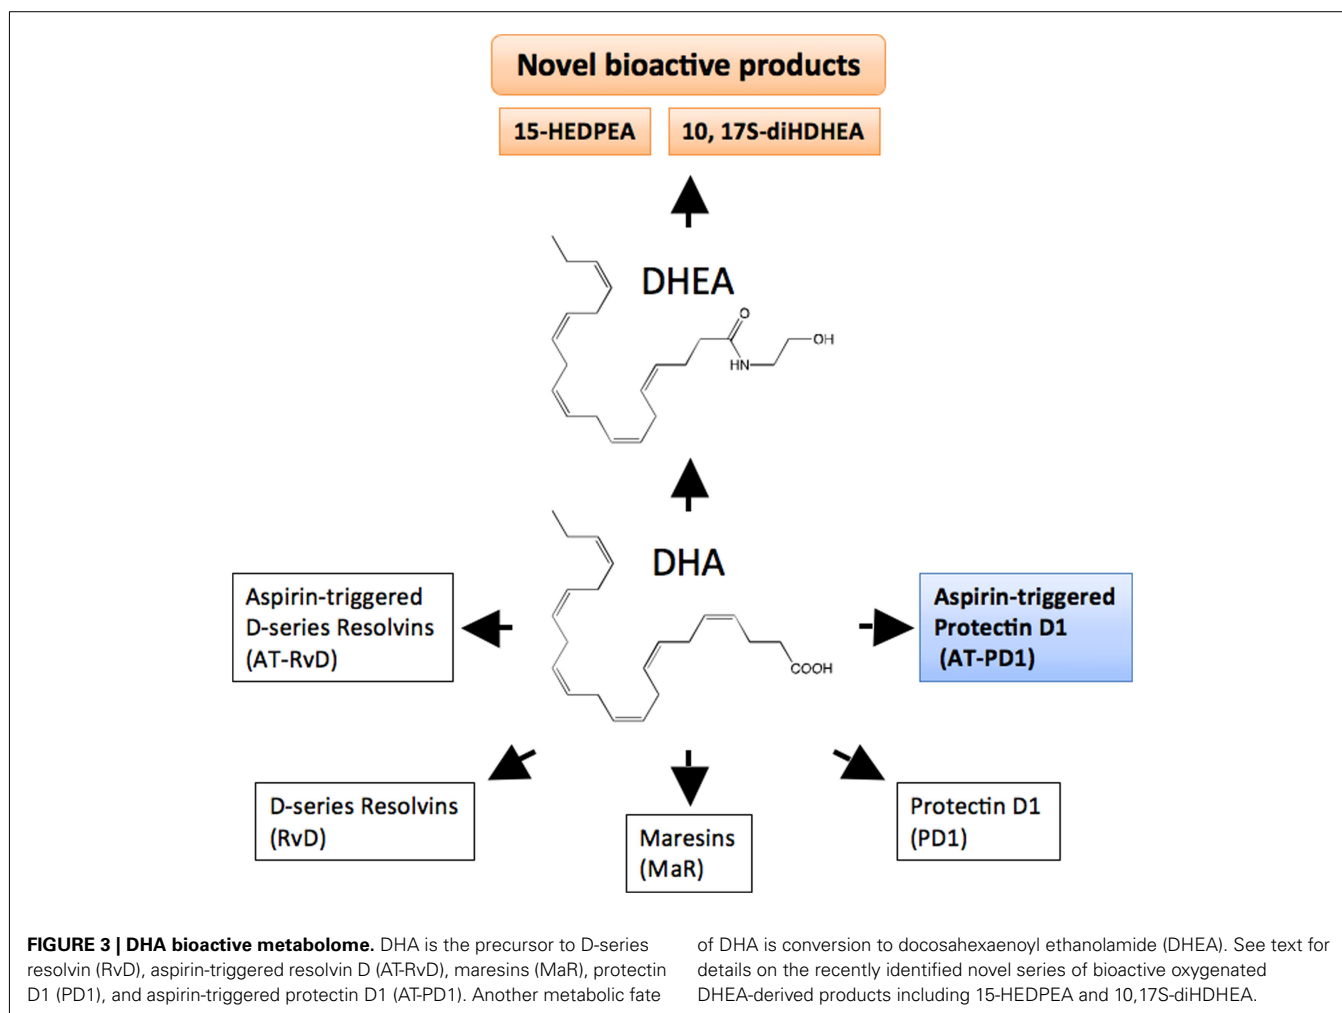 Novel bioactive products
15-HEDPEA
10, 17S-diHDHEA
DHEA
O
OH
HN
DHA
COOH
Aspirin-triggered
D-series Resolvins
(AT-RvD)
Aspirin-triggered
Protectin D1
(AT-PD1)
D-series Resolvins
(RvD)
Maresins
(MaR)
Protectin D1
(PD1)
FIGURE 3 | DHA bioactive metabolome. DHA is the precursor to D-series
resolvin (RvD), aspirin-triggered resolvin D (AT-RvD), maresins (MaR), protectin
D1 (PD1), and aspirin-triggered protectin D1 (AT-PD1). Another metabolic fate
of DHA is conversion to docosahexaenoyl ethanolamide (DHEA). See text for
details on the recently identified novel series of bioactive oxygenated
DHEA-derived products including 15-HEDPEA and 10,17S-diHDHEA.